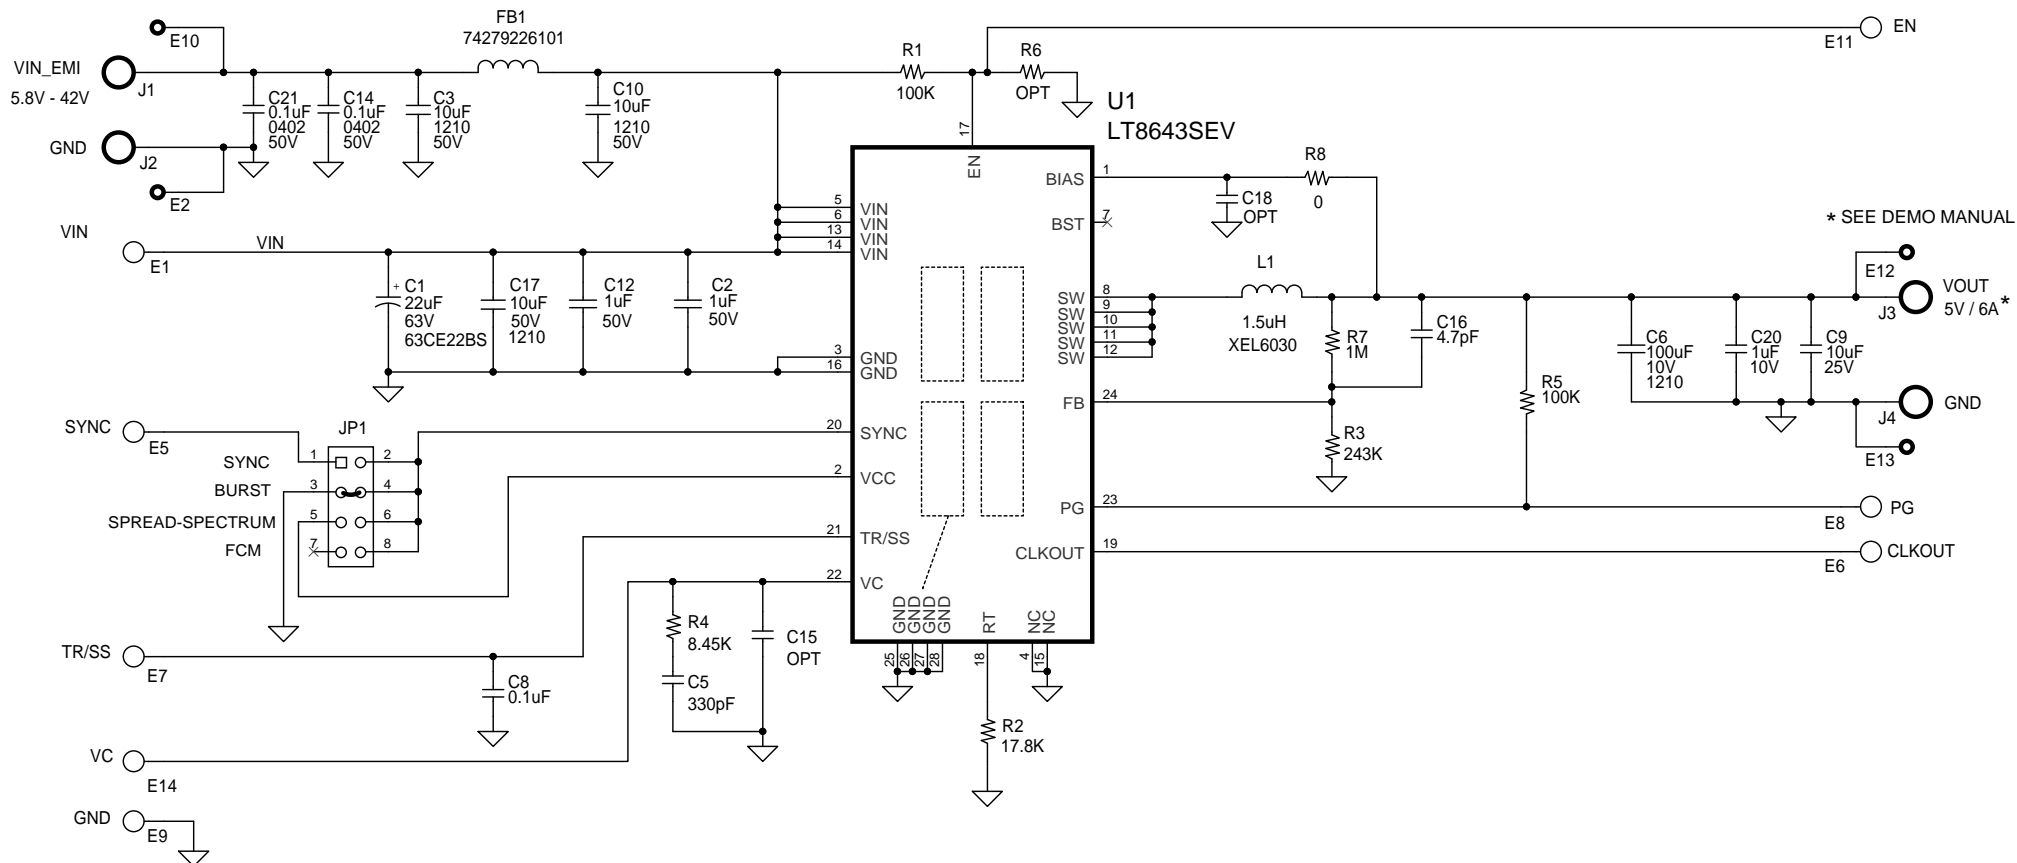 E10
VIN_EMI
5.8V - 42V
J1
GND
J2
E2
FB1
74279226101
C21
0.1uF
0402
50V
C14
0.1uF
0402
50V
C3
10uF
1210
50V
C10
10uF
1210
50V
R1
100K
R6
OPT
E11
EN
U1
LT8643SEV
17
EN
VIN
E1
VIN
5
6
13
14
VIN
VIN
VIN
VIN
+
C1
22uF
63V
63CE22BS
C17
10uF
50V
1210
C12
1uF
50V
C2
1uF
50V
3
16
GND
GND
BIAS
1
BST
7
C18
OPT
R8
0
SW
SW
SW
SW
SW
8
9
10
11
12
L1
1.5uH
XEL6030
R7
1M
C16
4.7pF
FB
24
R3
243K
R5
100K
* SEE DEMO MANUAL
E12
VOUT
5V / 6A *
J3
C6
100uF
10V
1210
C20
1uF
10V
C9
10uF
25V
J4
GND
E13
PG
23
E8
PG
CLKOUT
19
E6
CLKOUT
SYNC
E5
JP1
SYNC
1
2
BURST
3
4
SPREAD-SPECTRUM
5
6
FCM
7
8
20
SYNC
2
VCC
21
TR/SS
22
VC
TR/SS
E7
C8
0.1uF
R4
8.45K
C5
330pF
C15
OPT
GND
GND
GND
GND
25
26
27
28
RT
18
NC
NC
4
15
R2
17.8K
VC
E14
GND
E9